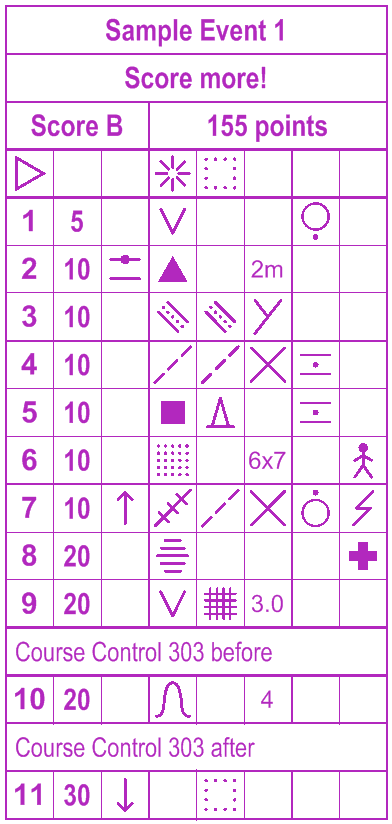 Sample Event 1
Score more!
Score B 155 points
1 5
2 10 2m
3 10
4 10
5 10
6 10 6x7
7 10
8 20
9 20 3.0
Course Control 303 before
10 20 4
Course Control 303 after
11 30